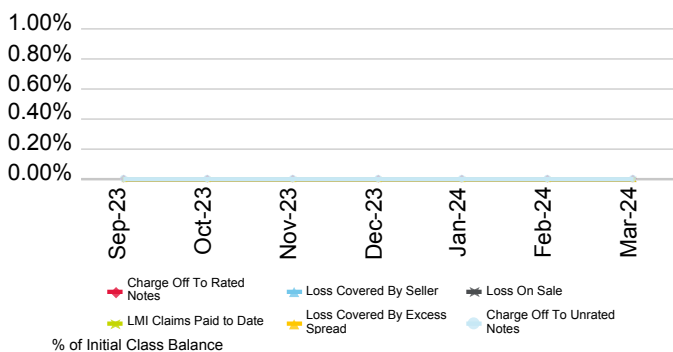 1.00%
0.80%
0.60%
0.40%
0.20%
0.00%
Sep-23
Oct-23
Nov-23
Dec-23
Jan-24
Feb-24
Mar-24
Charge Off To Rated
Notes
Loss Covered By Seller
Loss On Sale
LMI Claims Paid to Date
Loss Covered By Excess
Spread
Charge Off To Unrated
Notes
% of Initial Class Balance